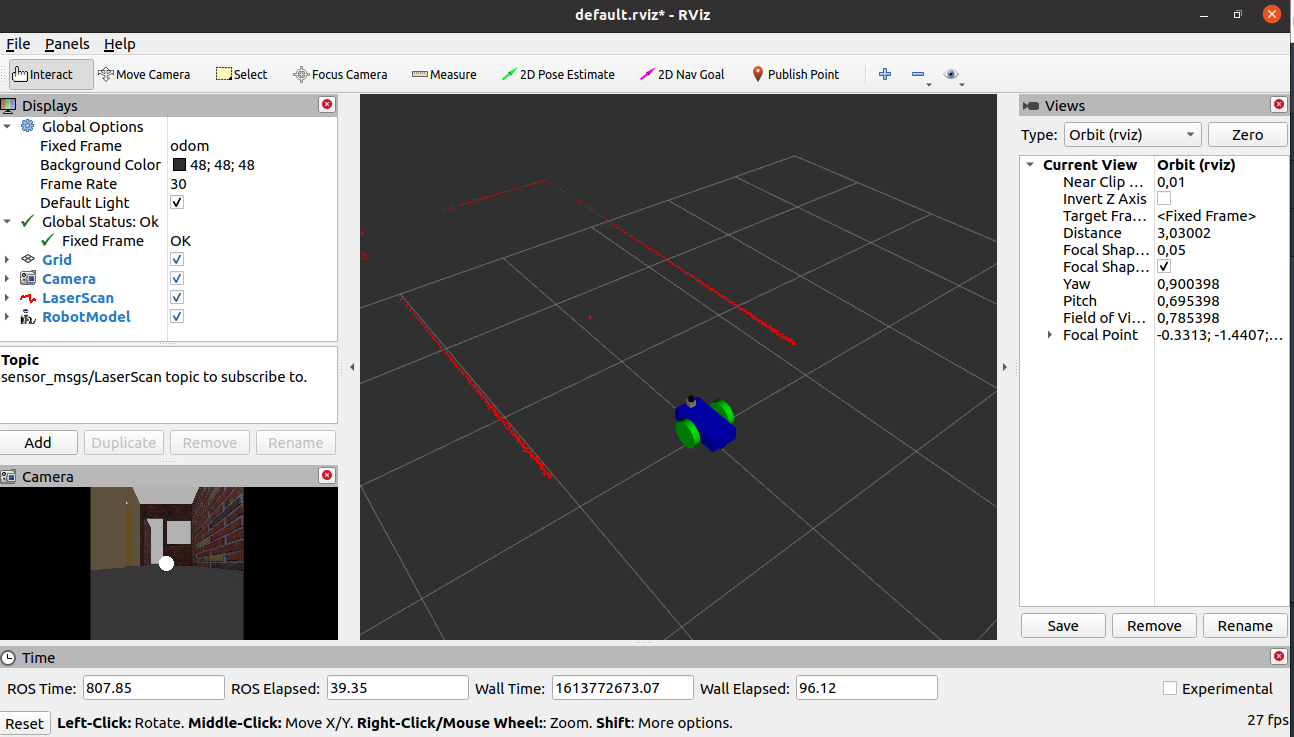 default.rviz* - RViz
File Panels Help
Interact Move Camera Select Focus Camera Measure 2D Pose Estimate 2D Nav Goal Publish Point
Displays
Global Options
Fixed Frame odom
Background Color 48; 48; 48
Frame Rate 30
Default Light
Global Status: Ok
Fixed Frame OK
Grid
Camera
LaserScan
RobotModel
Topic
sensor_msgs/LaserScan topic to subscribe to.
Add Duplicate Remove Rename
Camera
Views
Type: Orbit (rviz) Zero
Current View Orbit (rviz)
Near Clip ... 0,01
Invert Z Axis
Target Fra... <Fixed Frame>
Distance 3,03002
Focal Shap... 0,05
Focal Shap...
Yaw 0,900398
Pitch 0,695398
Field of Vi... 0,785398
Focal Point -0.3313; -1.4407;...
Save Remove Rename
Time
ROS Time: 807.85 ROS Elapsed: 39.35 Wall Time: 1613772673.07 Wall Elapsed: 96.12 Experimental
Reset Left-Click: Rotate. Middle-Click: Move X/Y. Right-Click/Mouse Wheel:: Zoom. Shift: More options. 27 fps